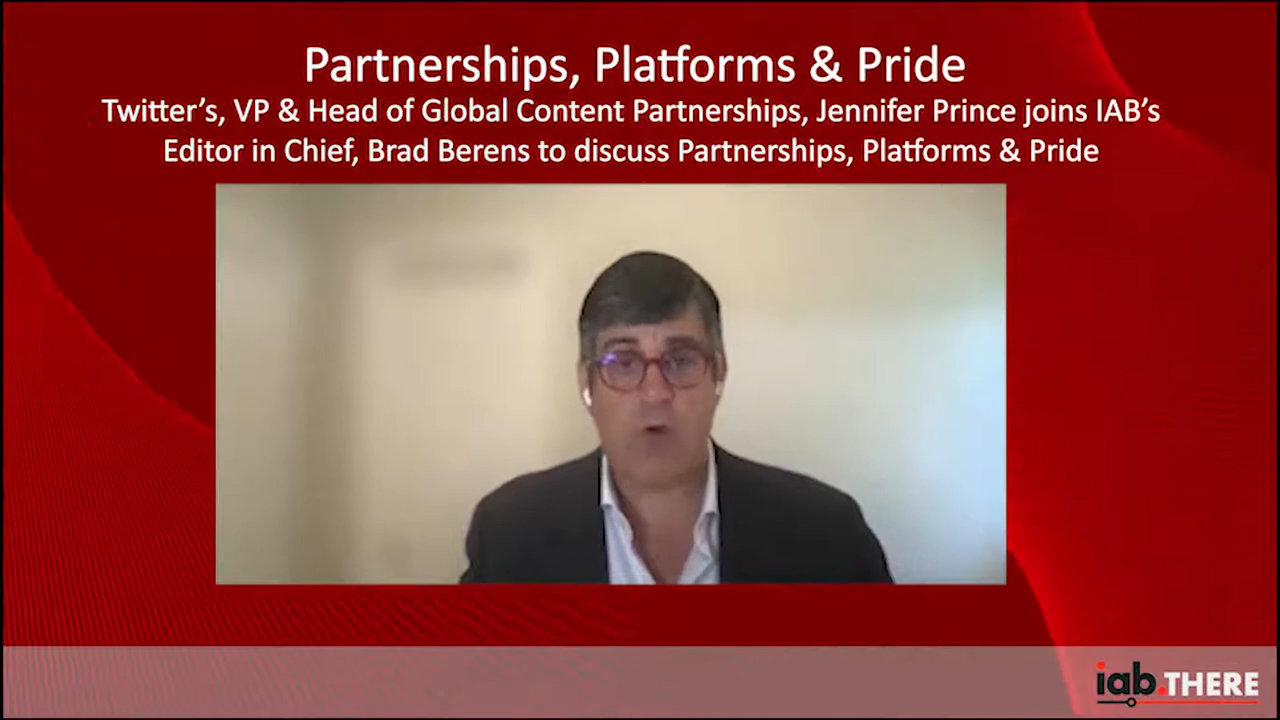 Partnerships, Platforms & Pride
Twitter’s, VP & Head of Global Content Partnerships, Jennifer Prince joins IAB’s
Editor in Chief, Brad Berens to discuss Partnerships, Platforms & Pride
iab.THERE